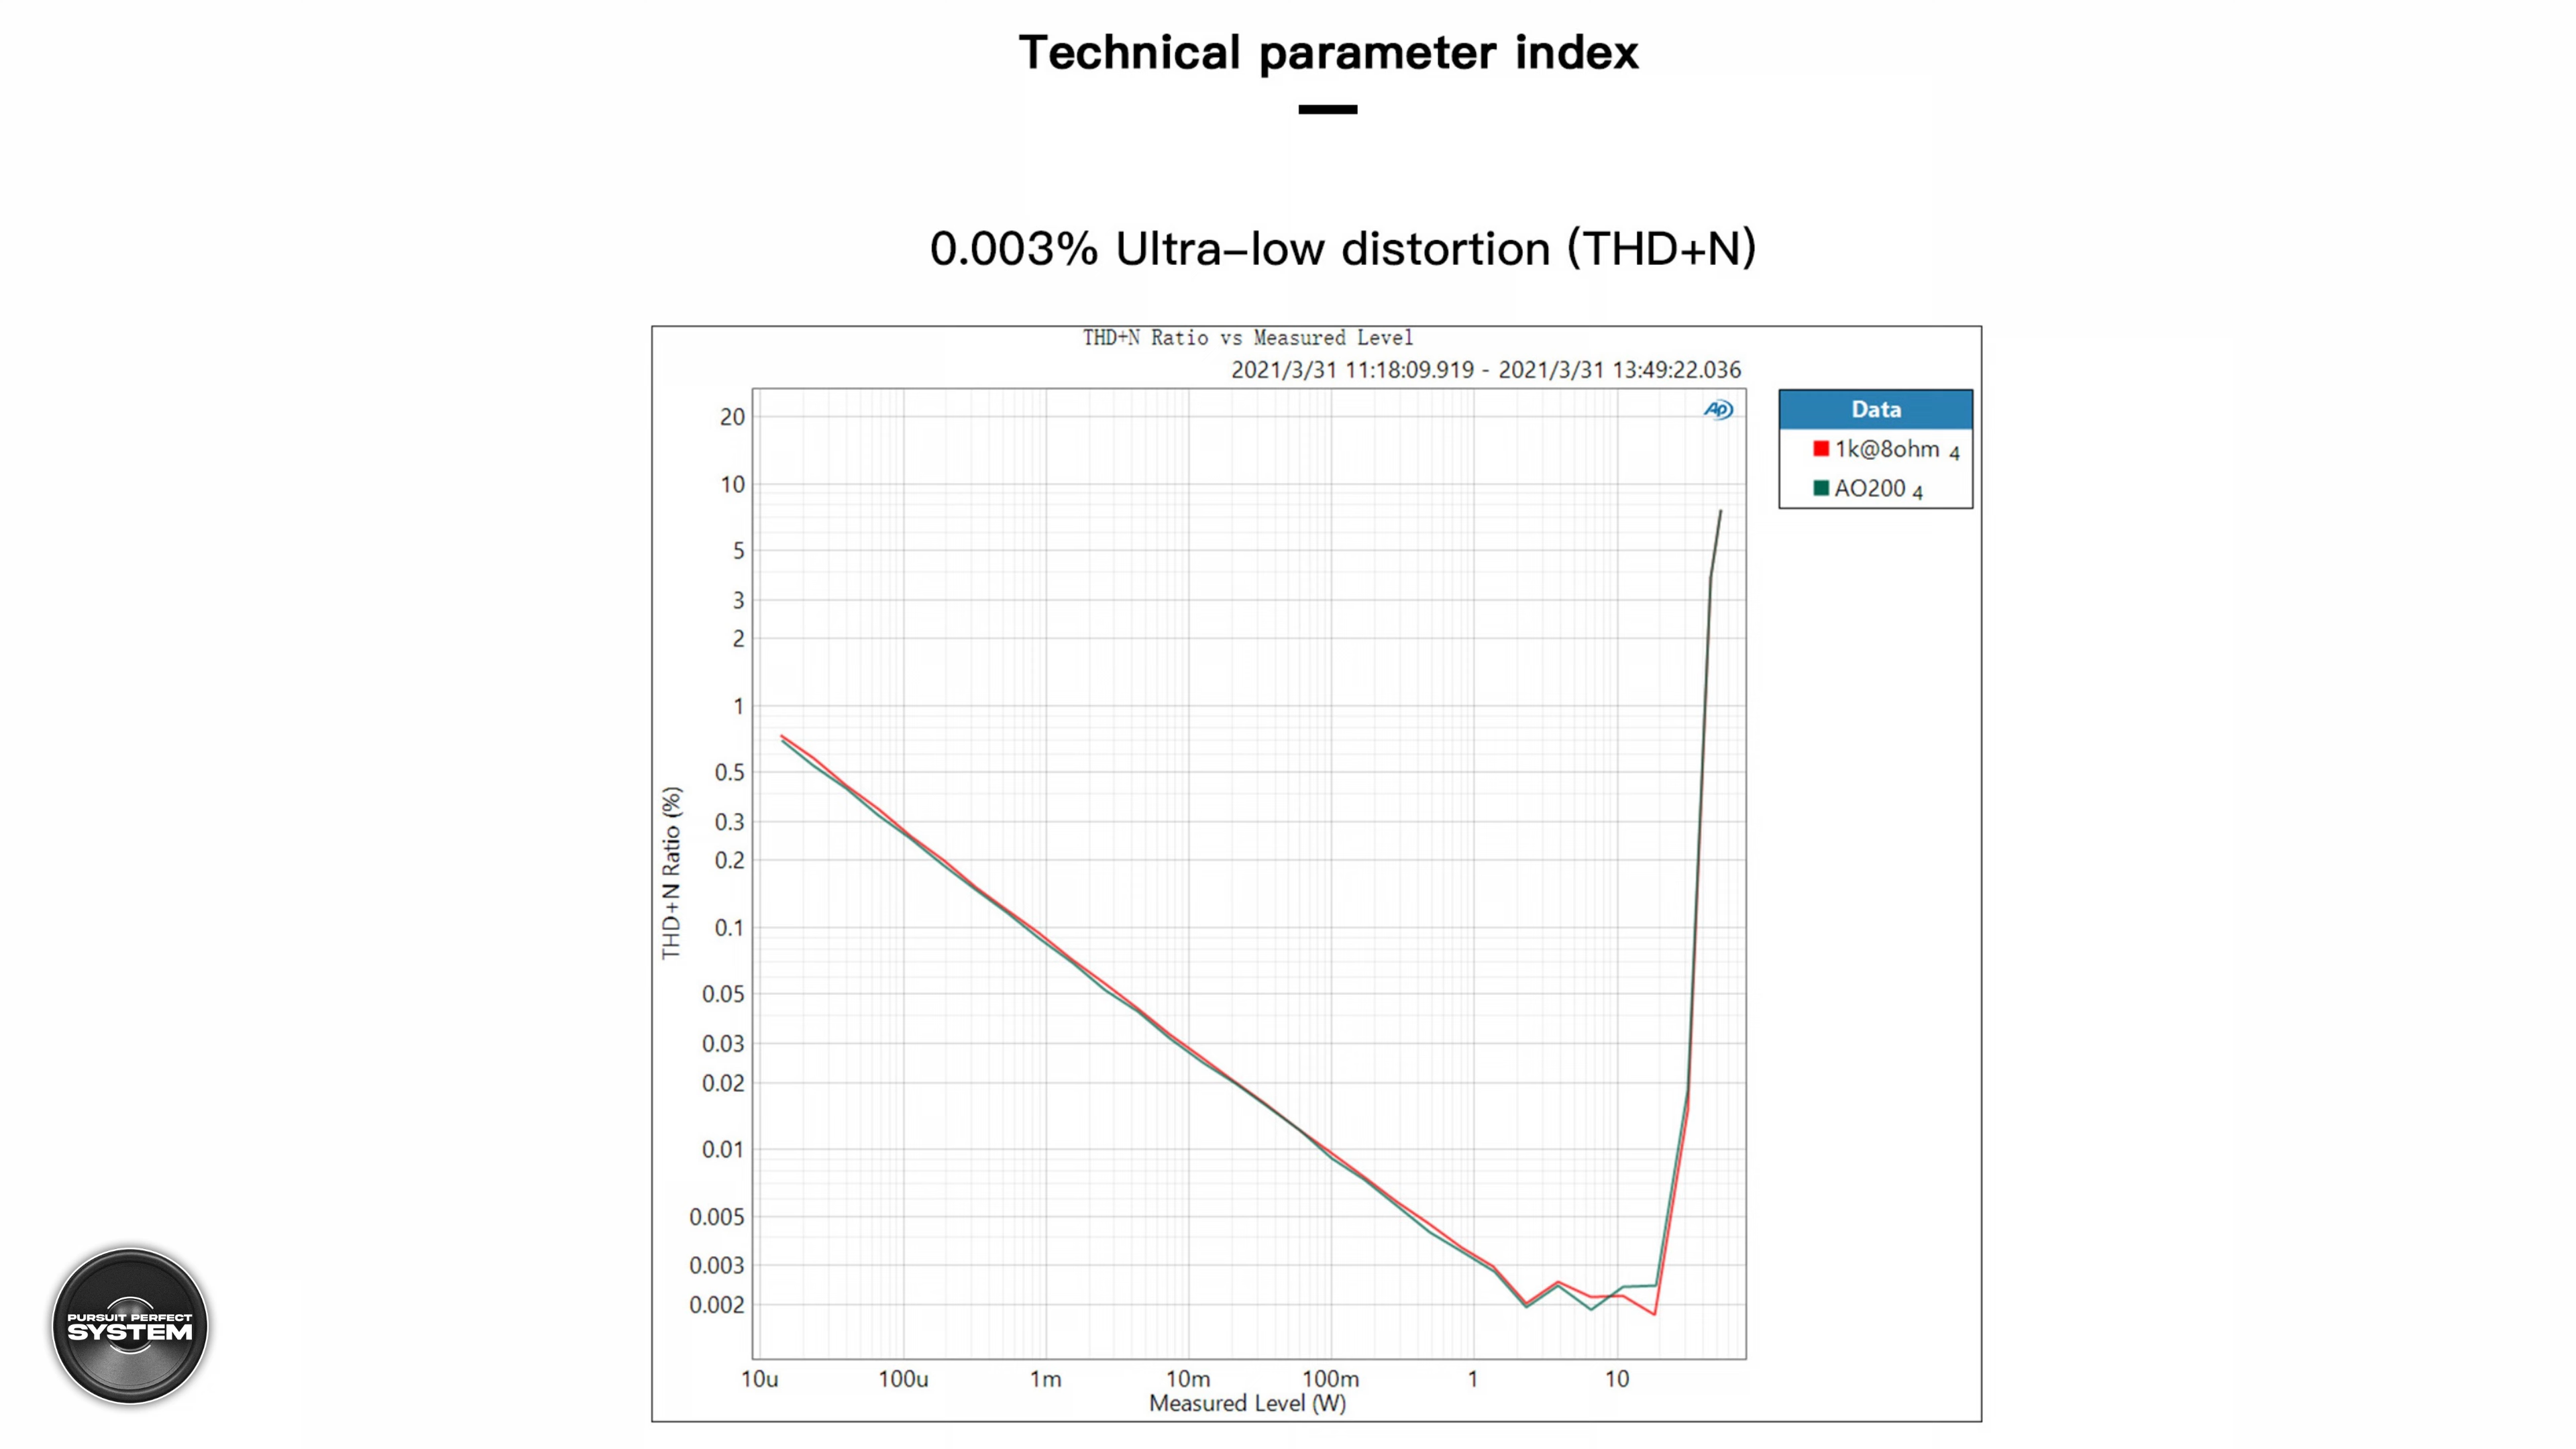 Technical parameter index
0.003% Ultra–low distortion (THD+N)
THD+N Ratio vs Measured Level
2021/3/31 11:18:09.919 - 2021/3/31 13:49:22.036
AP
Data
1k@8ohm 4
AO200 4
THD+N Ratio (%)
20
10
5
3
2
1
0.5
0.3
0.2
0.1
0.05
0.03
0.02
0.01
0.005
0.003
0.002
10u 100u 1m 10m 100m 1 10
Measured Level (W)
PURSUIT PERFECT
SYSTEM